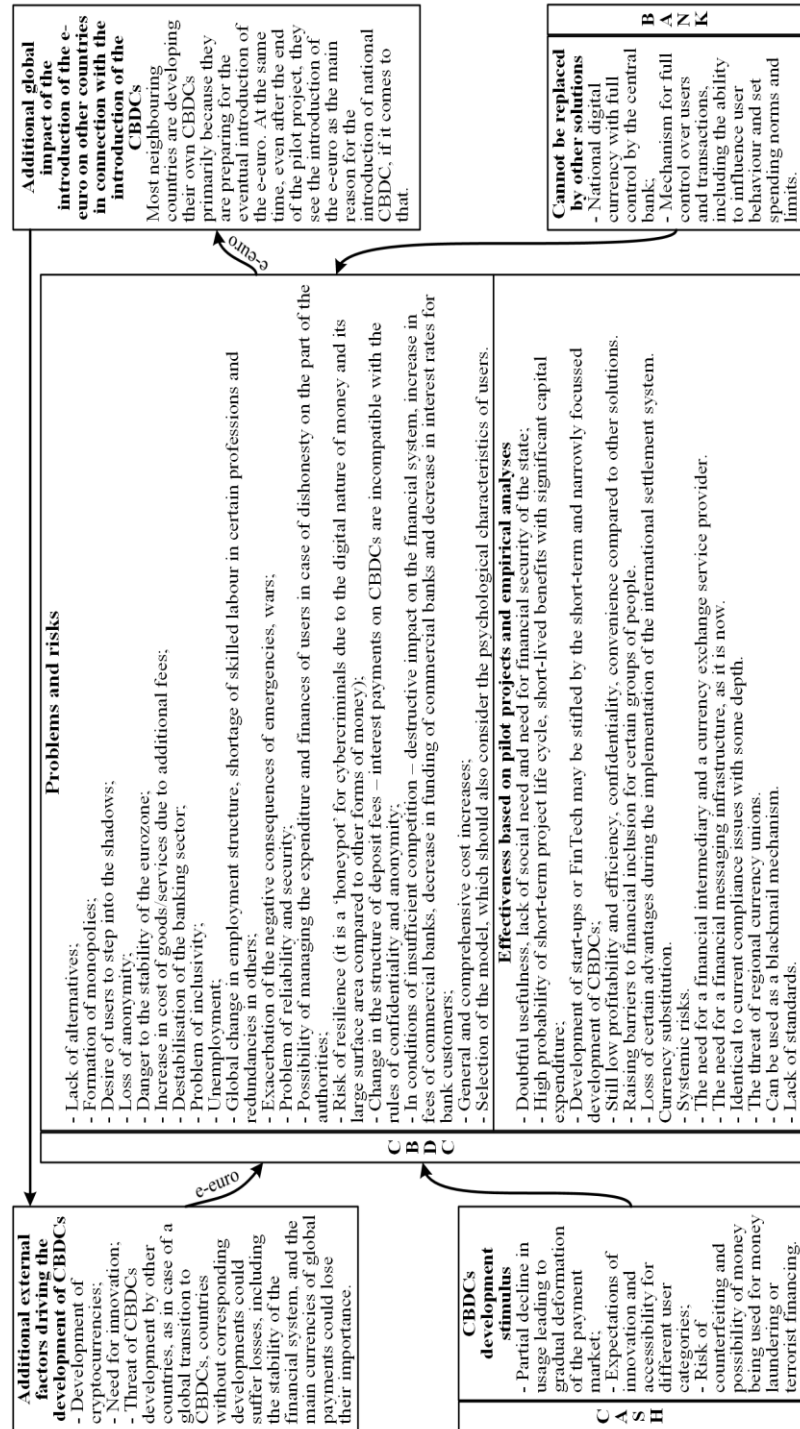 Additional external
factors driving the
development of CBDCs
- Development of
cryptocurrencies;
- Need for innovation;
- Threat of CBDCs
development by other
countries, as in case of a
global transition to
CBDCs, countries
without corresponding
developments could
suffer losses, including
the stability of the
financial system, and the
main currencies of global
payments could lose
their importance.
e-euro
C
A
S
H
CBDCs
development
stimulus
- Partial decline in
usage leading to
gradual deformation
of the payment
market;
- Expectations of
innovation and
accessibility for
different user
categories;
- Risk of
counterfeiting and
possibility of money
being used for money
laundering or
terrorist financing.
C
B
D
C
Problems and risks
- Lack of alternatives;
- Formation of monopolies;
- Desire of users to step into the shadows;
- Loss of anonymity;
- Danger to the stability of the eurozone;
- Increase in cost of goods/services due to additional fees;
- Destabilisation of the banking sector;
- Problem of inclusivity;
- Unemployment;
- Global change in employment structure, shortage of skilled labour in certain professions and
redundancies in others;
- Exacerbation of the negative consequences of emergencies, wars;
- Problem of reliability and security;
- Possibility of managing the expenditure and finances of users in case of dishonesty on the part of the
authorities;
- Risk of resilience (it is a 'honeypot' for cybercriminals due to the digital nature of money and its
large surface area compared to other forms of money);
- Change in the structure of deposit fees – interest payments on CBDCs are incompatible with the
rules of confidentiality and anonymity;
- In conditions of insufficient competition – destructive impact on the financial system, increase in
fees of commercial banks, decrease in funding of commercial banks and decrease in interest rates for
bank customers;
- General and comprehensive cost increases;
- Selection of the model, which should also consider the psychological characteristics of users.
Effectiveness based on pilot projects and empirical analyses
- Doubtful usefulness, lack of social need and need for financial security of the state;
- High probability of short-term project life cycle, short-lived benefits with significant capital
expenditure;
- Development of start-ups or FinTech may be stifled by the short-term and narrowly focussed
development of CBDCs;
- Still low profitability and efficiency, confidentiality, convenience compared to other solutions.
- Raising barriers to financial inclusion for certain groups of people.
- Loss of certain advantages during the implementation of the international settlement system.
Currency substitution.
- Systemic risks.
- The need for a financial intermediary and a currency exchange service provider.
- The need for a financial messaging infrastructure, as it is now.
- Identical to current compliance issues with some depth.
- The threat of regional currency unions.
- Can be used as a blackmail mechanism.
- Lack of standards.
e-euro
Additional global
impact of the
introduction of the e-
euro on other countries
in connection with the
introduction of the
CBDCs
Most neighbouring
countries are developing
their own CBDCs
primarily because they
are preparing for the
eventual introduction of
the e-euro. At the same
time, even after the end
of the pilot project, they
see the introduction of
the e-euro as the main
reason for the
introduction of national
CBDC, if it comes to
that.
Cannot be replaced
by other solutions
- National digital
currency with full
control by the central
bank;
- Mechanism for full
control over users
and transactions,
including the ability
to influence user
behaviour and set
spending norms and
limits.
B
A
N
K